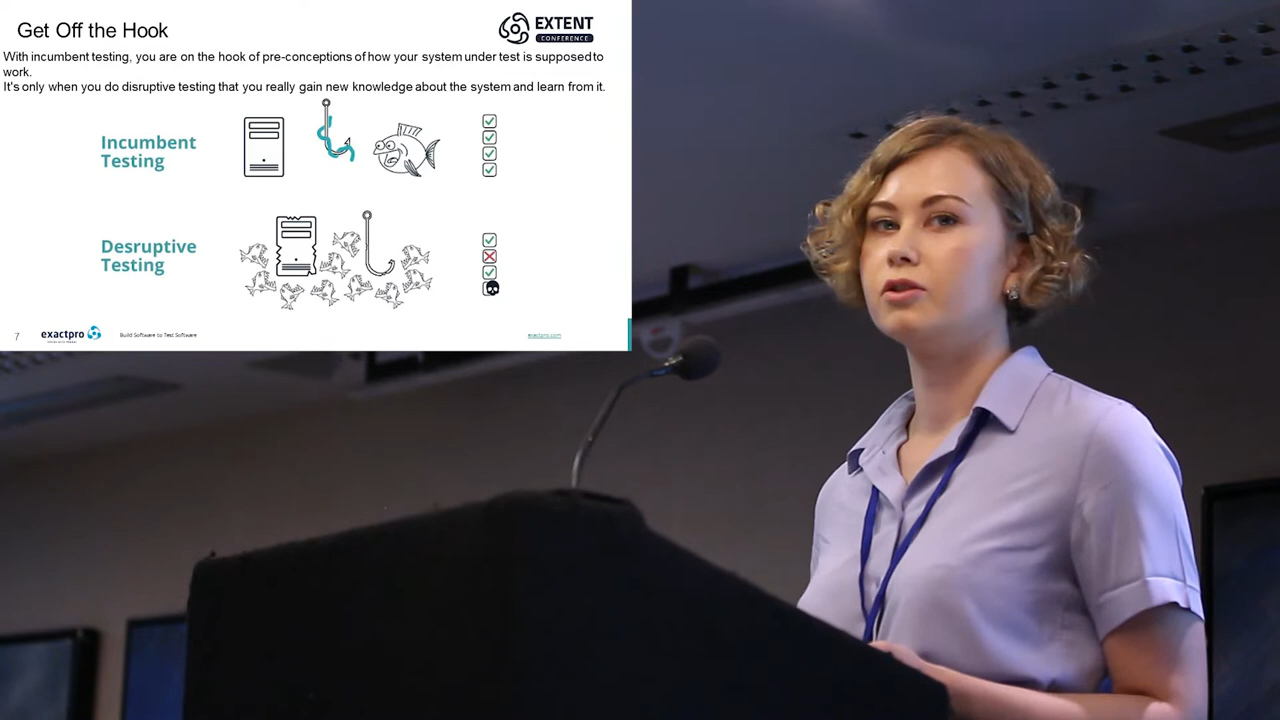 Get Off the Hook
EXTENT
CONFERENCE
With incumbent testing, you are on the hook of pre-conceptions of how your system under test is supposed to
work.
It's only when you do disruptive testing that you really gain new knowledge about the system and learn from it.
Incumbent
Testing
Desruptive
Testing
7
exactpro
Build Software to Test Software
exactpro.com